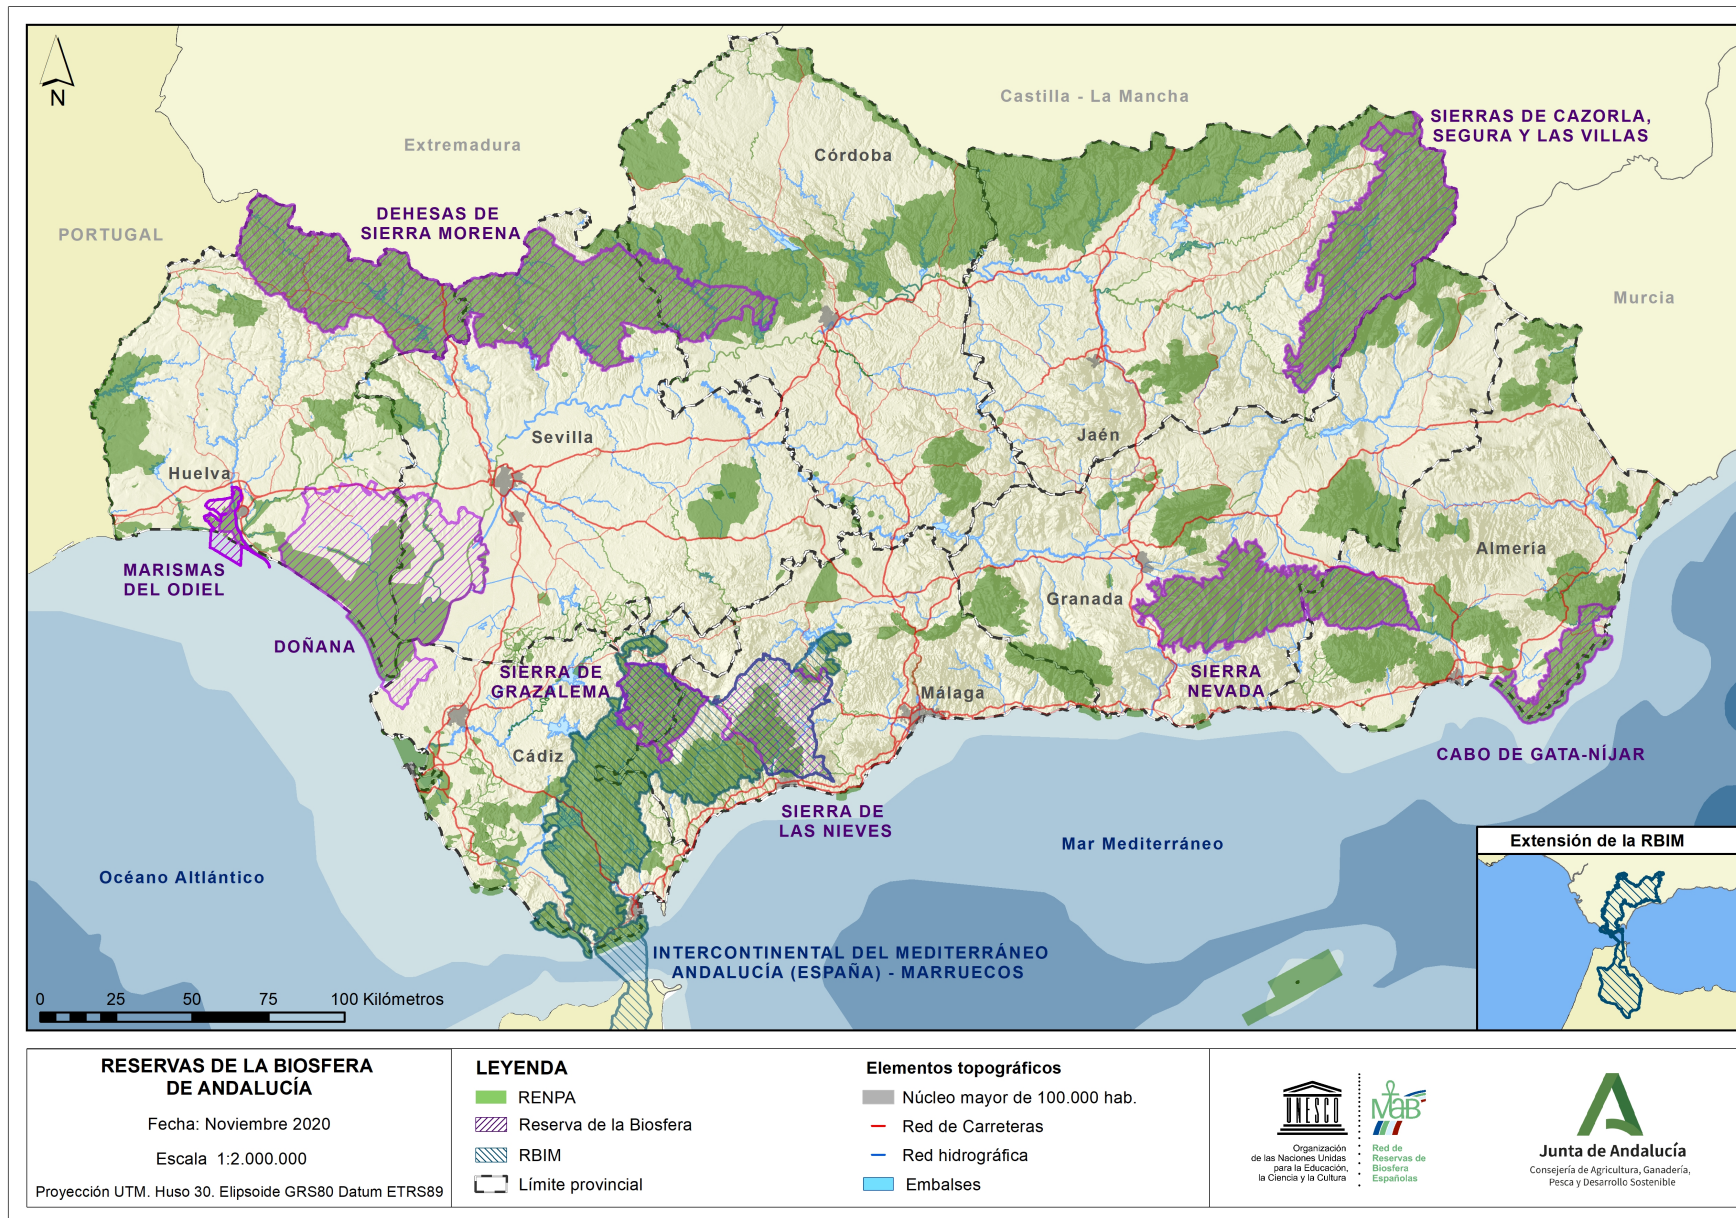 N
Castilla - La Mancha
SIERRAS DE CAZORLA,
SEGURA Y LAS VILLAS
Extremadura
Córdoba
DEHESAS DE
SIERRA MORENA
PORTUGAL
Murcia
Sevilla
Jaén
Huelva
Almería
MARISMAS
DEL ODIEL
Granada
DOÑANA
SIERRA DE
GRAZALEMA
SIERRA
NEVADA
Málaga
Cádiz
CABO DE GATA-NÍJAR
SIERRA DE
LAS NIEVES
Mar Mediterráneo
Océano Altlántico
Extensión de la RBIM
INTERCONTINENTAL DEL MEDITERRÁNEO
ANDALUCÍA (ESPAÑA) - MARRUECOS
0 25 50 75 100 Kilómetros
RESERVAS DE LA BIOSFERA
DE ANDALUCÍA
Fecha: Noviembre 2020
Escala 1:2.000.000
Proyección UTM. Huso 30. Elipsoide GRS80 Datum ETRS89
LEYENDA
RENPA
Reserva de la Biosfera
RBIM
Límite provincial
Elementos topográficos
Núcleo mayor de 100.000 hab.
Red de Carreteras
Red hidrográfica
Embalses
UNESCO
Organización
de las Naciones Unidas
para la Educación,
la Ciencia y la Cultura
MaB
Red de
Reservas de
Biosfera
Españolas
Junta de Andalucía
Consejería de Agricultura, Ganadería,
Pesca y Desarrollo Sostenible